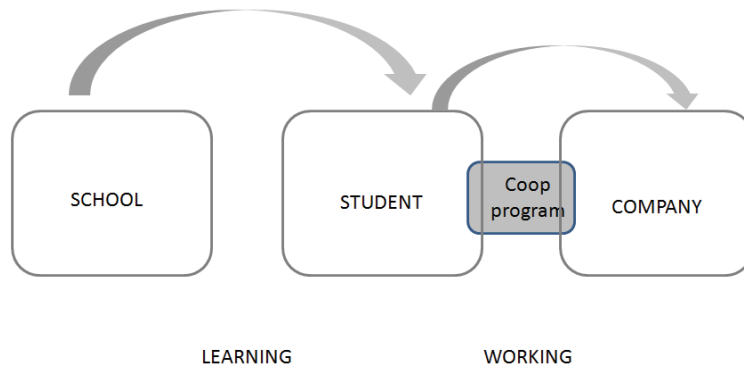 SCHOOL
STUDENT
Coop
program
COMPANY
LEARNING
WORKING